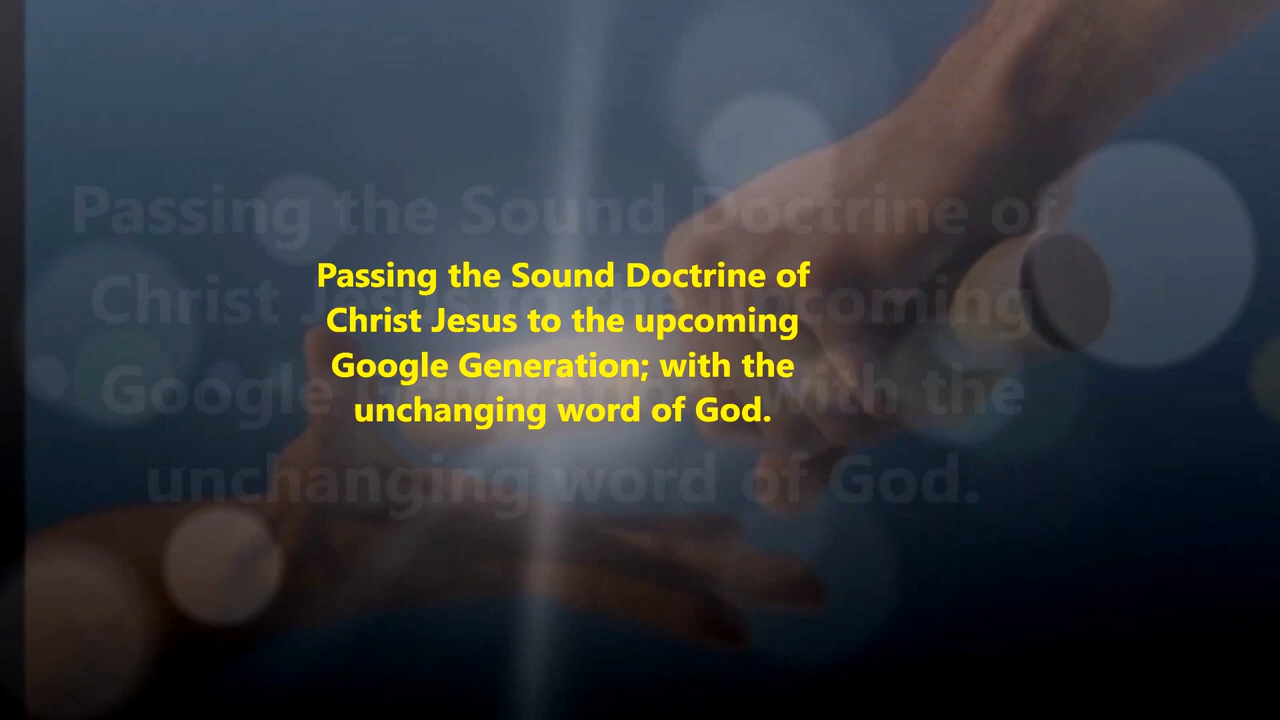 Passing the Sound Doctrine of
Christ Jesus to the upcoming
Google Generation; with the
unchanging word of God.